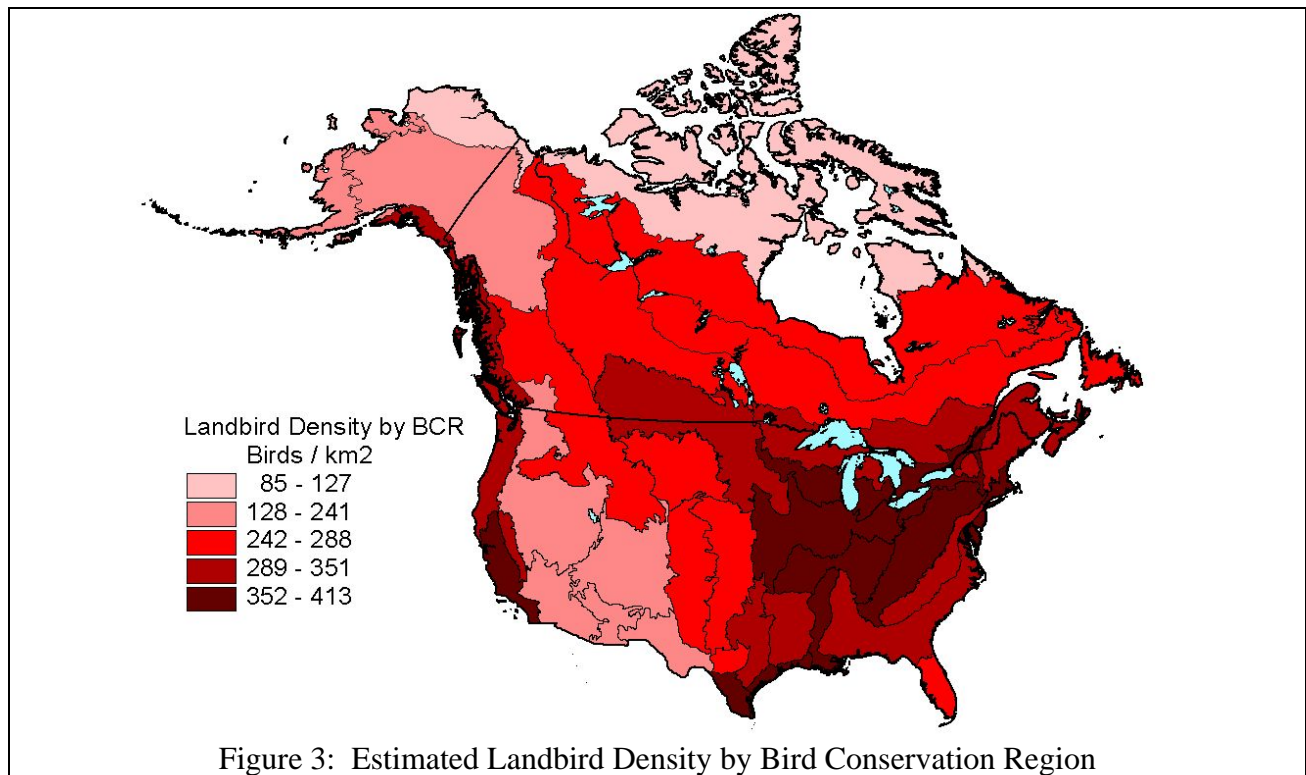 Landbird Density by BCR
Birds / km2
85 - 127
128 - 241
242 - 288
289 - 351
352 - 413
Figure 3: Estimated Landbird Density by Bird Conservation Region